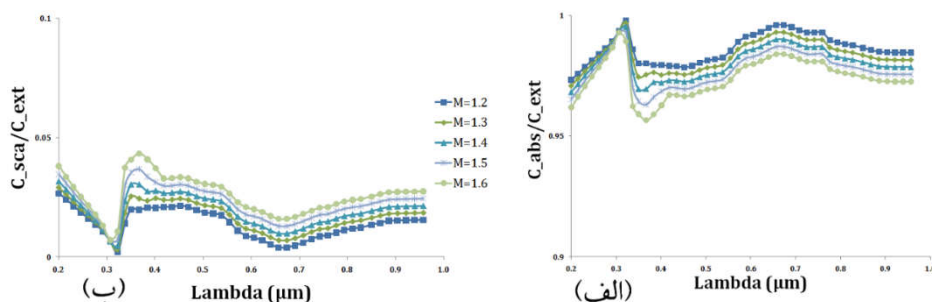 0.1
0.05
0
C_sca/C_ext
0.2 0.3 0.4 0.5 0.6 0.7 0.8 0.9 1.0
Lambda (µm)
(ب)
M=1.2
M=1.3
M=1.4
M=1.5
M=1.6
1
0.95
0.9
C_abs/C_ext
0.2 0.3 0.4 0.5 0.6 0.7 0.8 0.9 1.0
Lambda (µm)
(الف)